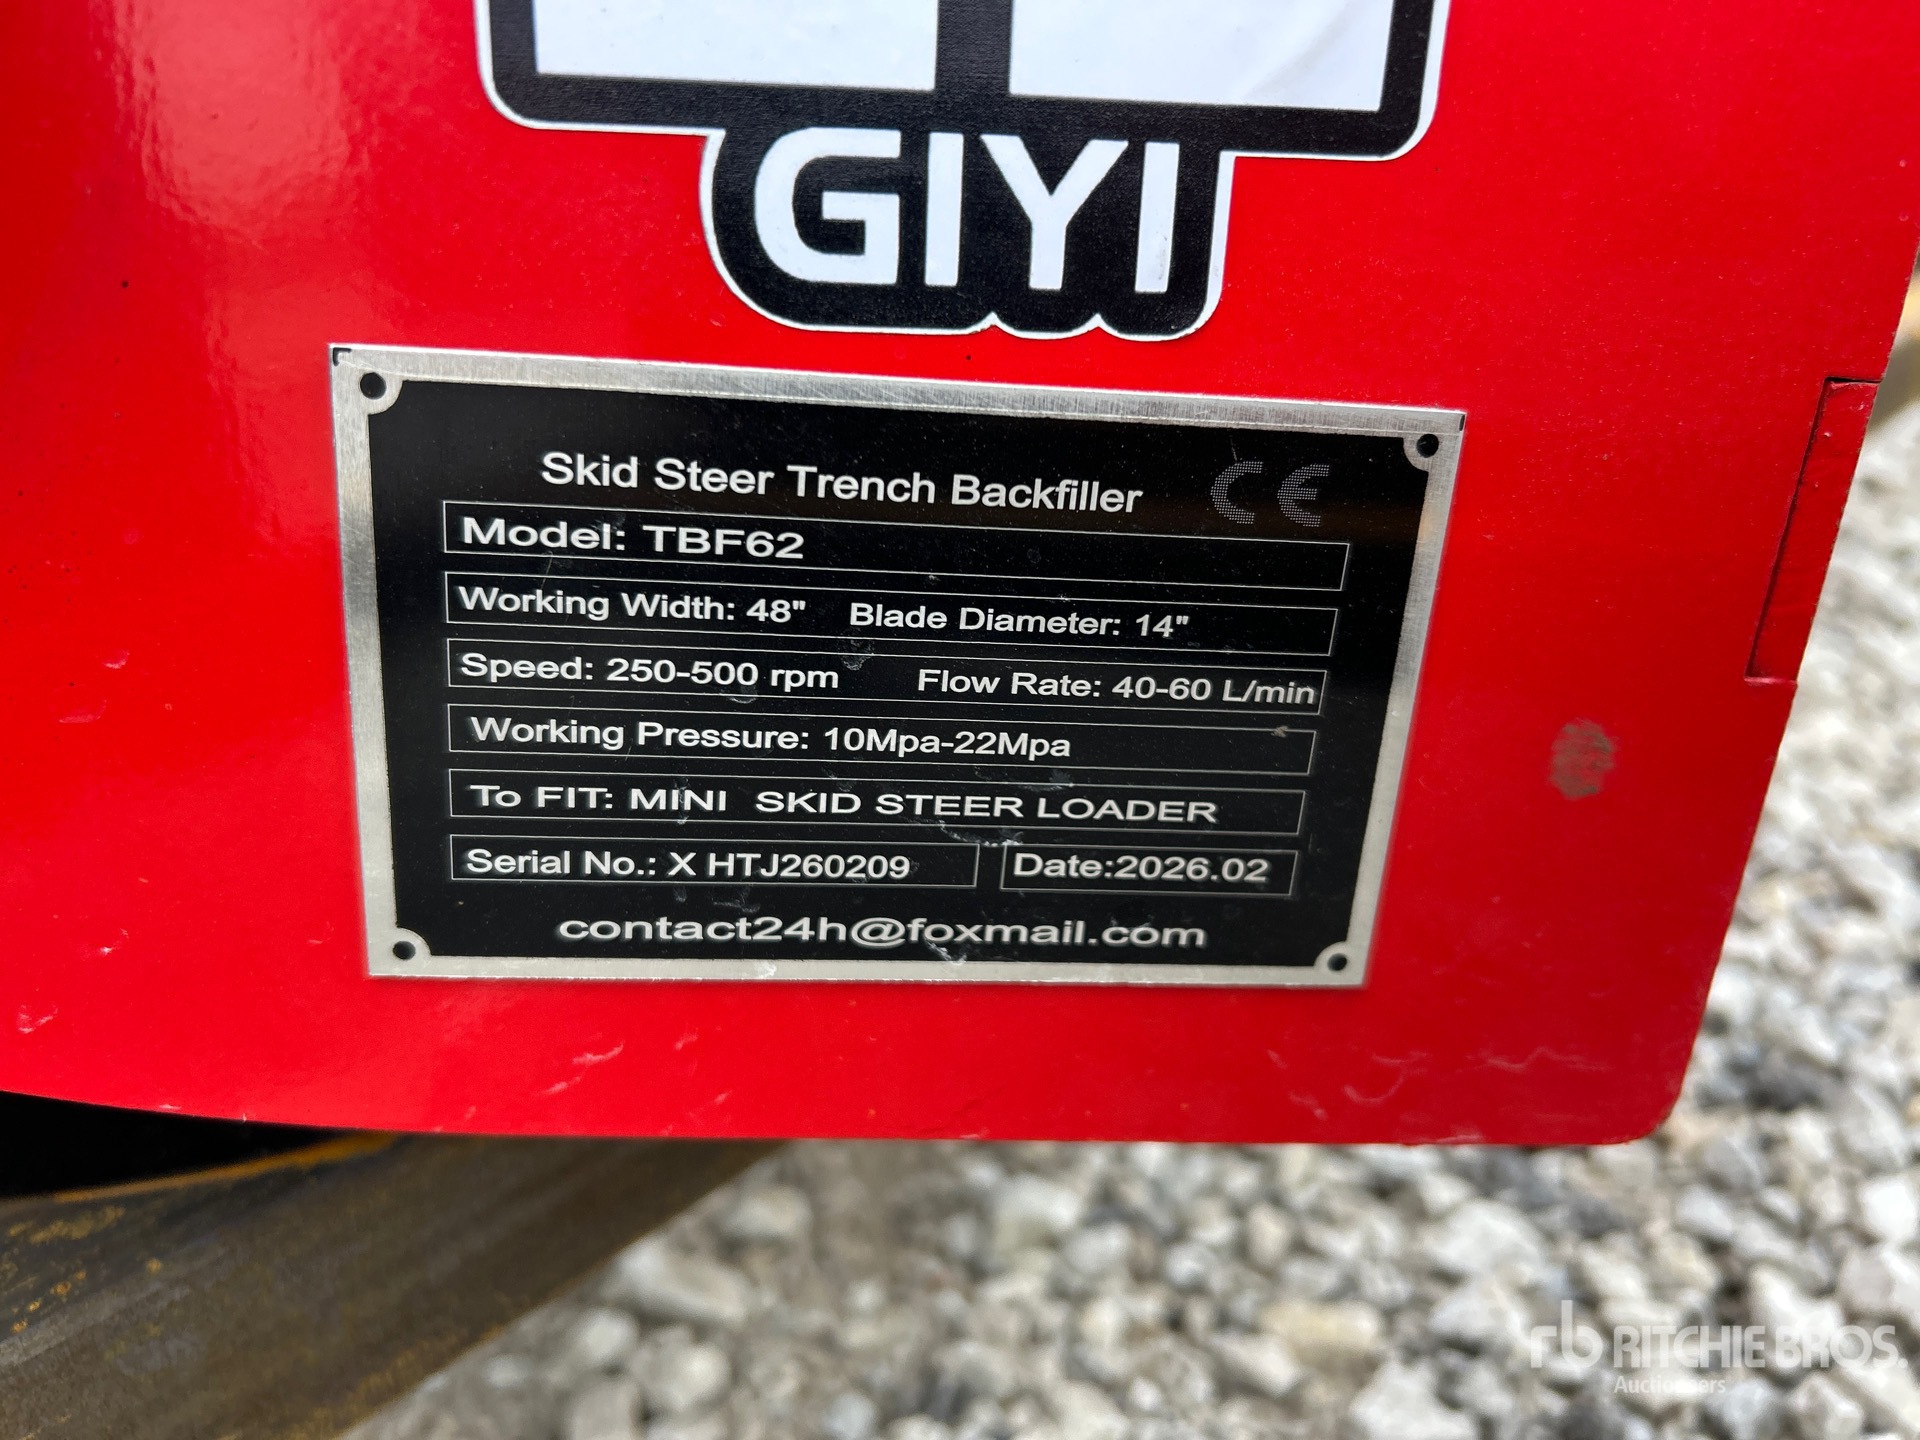 GIYI
Skid Steer Trench Backfiller CE
Model: TBF62
Working Width: 48" Blade Diameter: 14"
Speed: 250-500 rpm Flow Rate: 40-60 L/min
Working Pressure: 10Mpa-22Mpa
To FIT: MINI SKID STEER LOADER
Serial No.: X HTJ260209 Date:2026.02
contact24h@foxmail.com
rb RITCHIE BROS.
Auctioneers